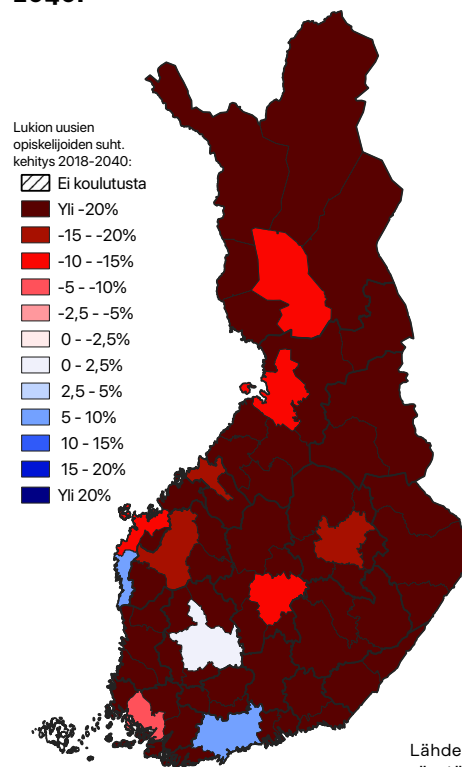 Lukion uusien
opiskelijoiden suht.
kehitys 2018-2040:
Ei koulutusta
Yli -20%
-15 - -20%
-10 - -15%
-5 - -10%
-2,5 - -5%
0 - -2,5%
0 - 2,5%
2,5 - 5%
5 - 10%
10 - 15%
15 - 20%
Yli 20%
Lähde